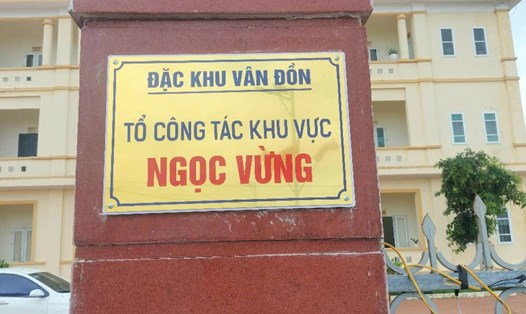 ĐẶC KHU VÂN ĐỒN
TỔ CÔNG TÁC KHU VỰC
NGỌC VỪNG